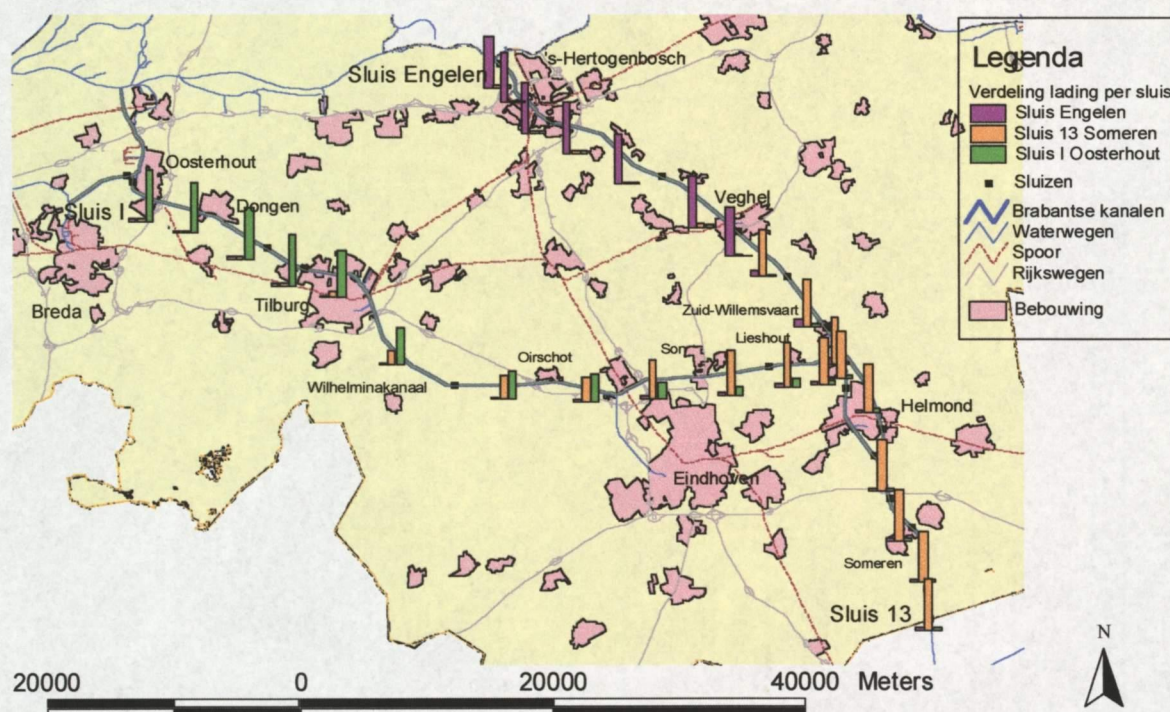 Sluis Engelen
's-Hertogenbosch
Oosterhout
Sluis I
Dongen
Veghel
Breda
Tilburg
Zuid-Willemsvaart
Lieshout
Oirschot
Wilhelminakanaal
Helmond
Eindhoven
Someren
Sluis 13
Legenda
Verdeling lading per sluis
Sluis Engelen
Sluis 13 Someren
Sluis I Oosterhout
Sluizen
Brabantse kanalen
Waterwegen
Spoor
Rijkswegen
Bebouwing
N
20000 0 20000 40000 Meters